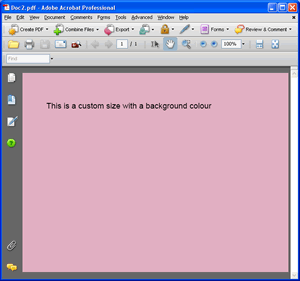 Doc2.pdf - Adobe Acrobat Professional
File Edit View Document Comments Forms Tools Advanced Window Help
Create PDF Combine Files Export Forms Review & Comment
1 / 1 100%
Find
This is a custom size with a background colour